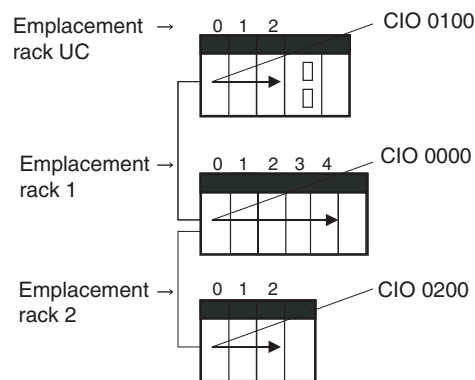 Emplacement → 0 1 2 CIO 0100
rack UC
Emplacement → 0 1 2 3 4 CIO 0000
rack 1
Emplacement → 0 1 2 CIO 0200
rack 2